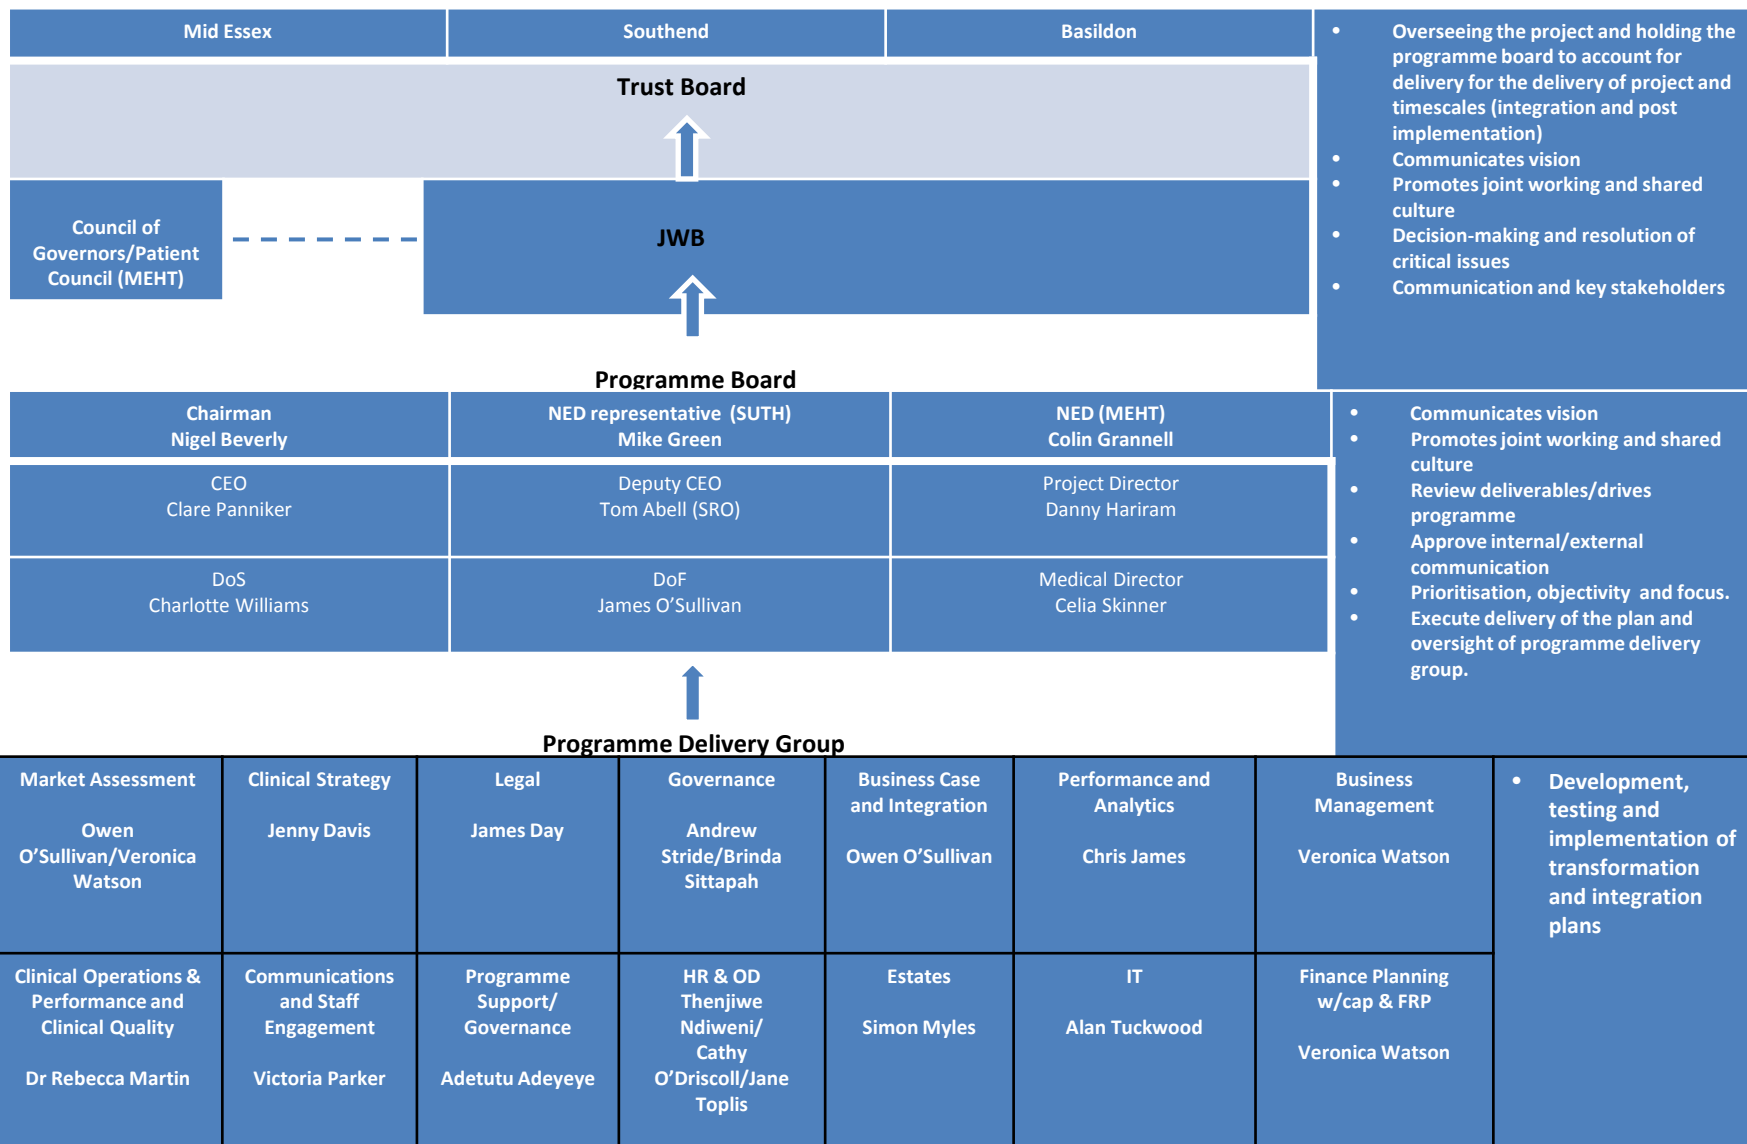 Mid Essex
Southend
Basildon
Trust Board
Council of
Governors/Patient
Council (MEHT)
JWB
• Overseeing the project and holding the
programme board to account for
delivery for the delivery of project and
timescales (integration and post
implementation)
• Communicates vision
• Promotes joint working and shared
culture
• Decision-making and resolution of
critical issues
• Communication and key stakeholders
Programme Board
Chairman
Nigel Beverly
NED representative (SUTH)
Mike Green
NED (MEHT)
Colin Grannell
CEO
Clare Panniker
Deputy CEO
Tom Abell (SRO)
Project Director
Danny Hariram
DoS
Charlotte Williams
DoF
James O'Sullivan
Medical Director
Celia Skinner
• Communicates vision
• Promotes joint working and shared
culture
• Review deliverables/drives
programme
• Approve internal/external
communication
• Prioritisation, objectivity and focus.
• Execute delivery of the plan and
oversight of programme delivery
group.
Programme Delivery Group
Market Assessment
Owen
O'Sullivan/Veronica
Watson
Clinical Strategy
Jenny Davis
Legal
James Day
Governance
Andrew
Stride/Brinda
Sittapah
Business Case
and Integration
Owen O'Sullivan
Performance and
Analytics
Chris James
Business
Management
Veronica Watson
• Development,
testing and
implementation of
transformation
and integration
plans
Clinical Operations &
Performance and
Clinical Quality
Dr Rebecca Martin
Communications
and Staff
Engagement
Victoria Parker
Programme
Support/
Governance
Adetutu Adeyeye
HR & OD
Thenjiwe
Ndiweni/
Cathy
O'Driscoll/Jane
Toplis
Estates
Simon Myles
IT
Alan Tuckwood
Finance Planning
w/cap & FRP
Veronica Watson